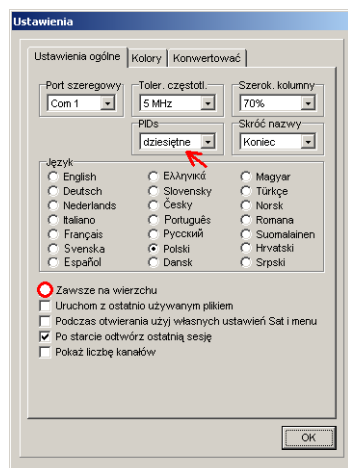 Ustawienia
Ustawienia ogólne Kolory Konwertować
Port szeregowy Toler. częstotl. Szerok. kolumny
Com 1 5 MHz 70%
PIDs Skróć nazwy
dziesiętne Koniec
Język
English Ελληνικά Magyar
Deutsch Slovensky Türkçe
Nederlands Česky Norsk
Italiano Português Romana
Français Русский Suomalainen
Svenska Polski Hrvatski
Español Dansk Srpski
Zawsze na wierzchu
Uruchom z ostatnio używanym plikiem
Podczas otwierania użyj własnych ustawień Sat i menu
Po starcie odtwórz ostatnią sesję
Pokaż liczbę kanałów
OK